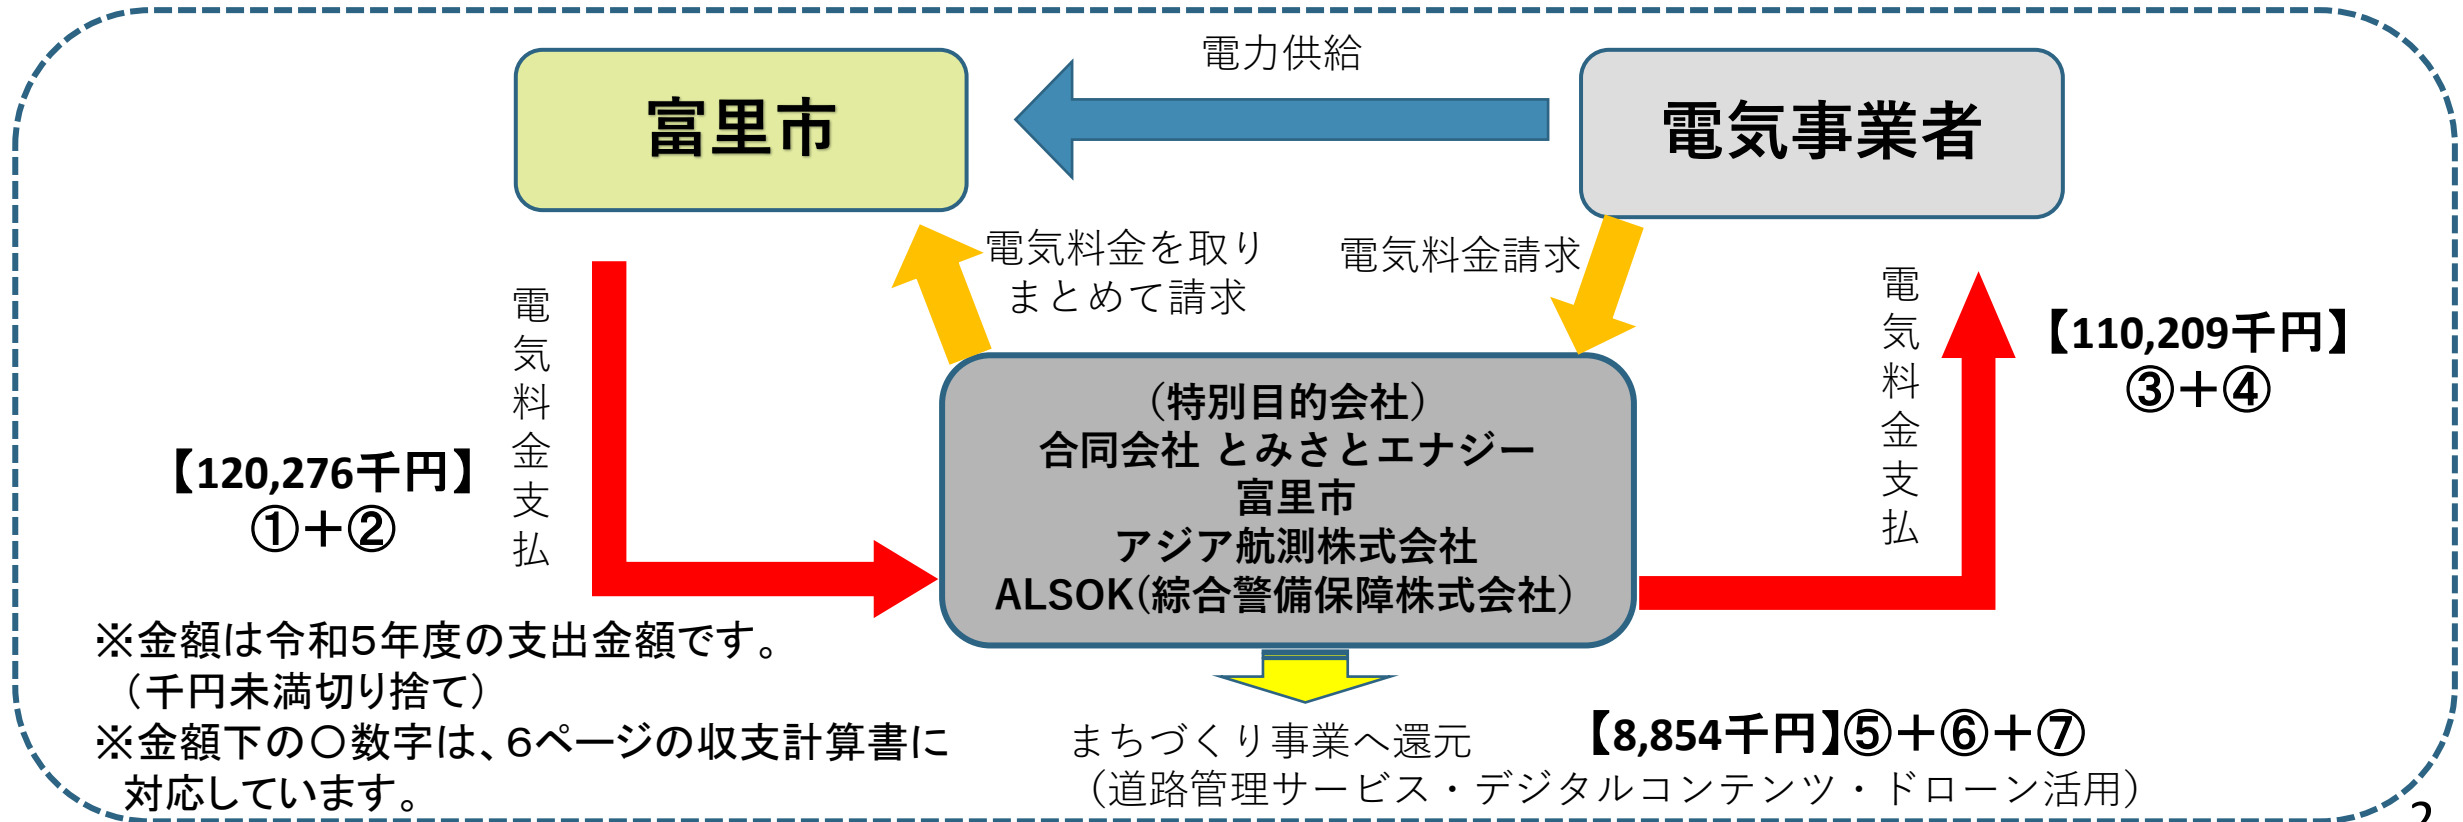 電力供給
富里市
電気事業者
電気料金を取り
まとめて請求
電気料金請求
電気料金支払
電気料金支払
【110,209千円】
③+④
【120,276千円】
①+②
(特別目的会社)
合同会社 とみさとエナジー
富里市
アジア航測株式会社
ALSOK(綜合警備保障株式会社)
※金額は令和5年度の支出金額です。
(千円未満切り捨て)
※金額下の〇数字は、6ページの収支計算書に
対応しています。
まちづくり事業へ還元
【8,854千円】⑤+⑥+⑦
(道路管理サービス・デジタルコンテンツ・ドローン活用)
2